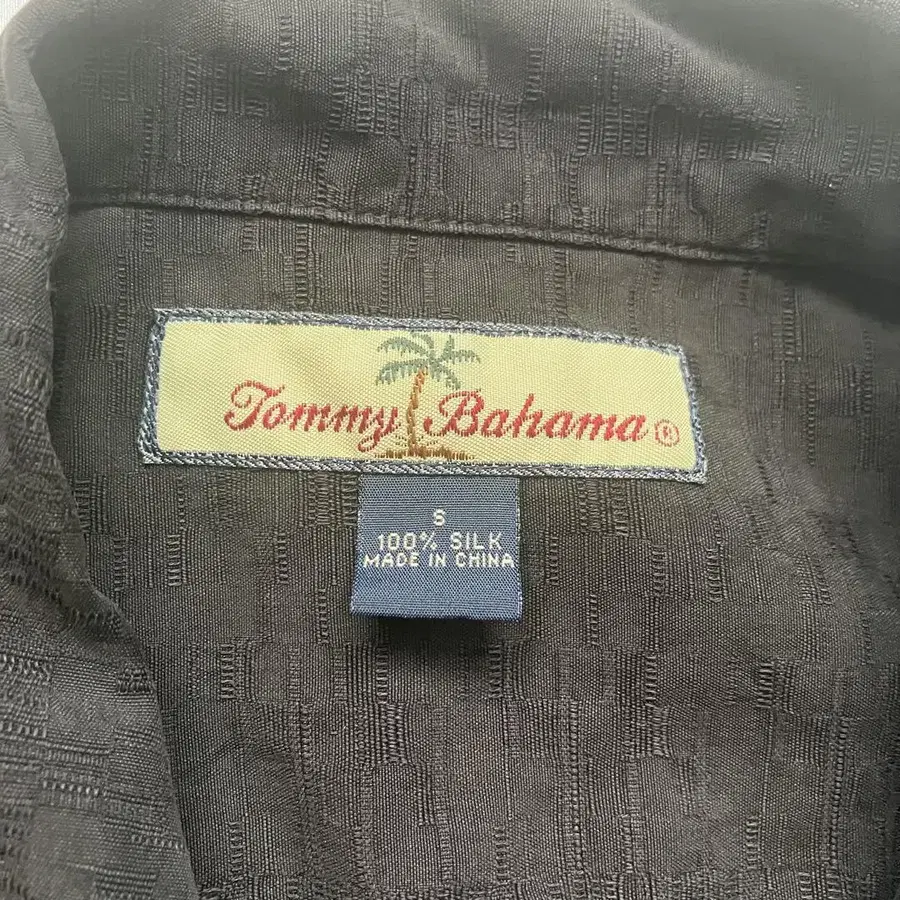 Tommy Bahama ®
S
100% SILK
MADE IN CHINA